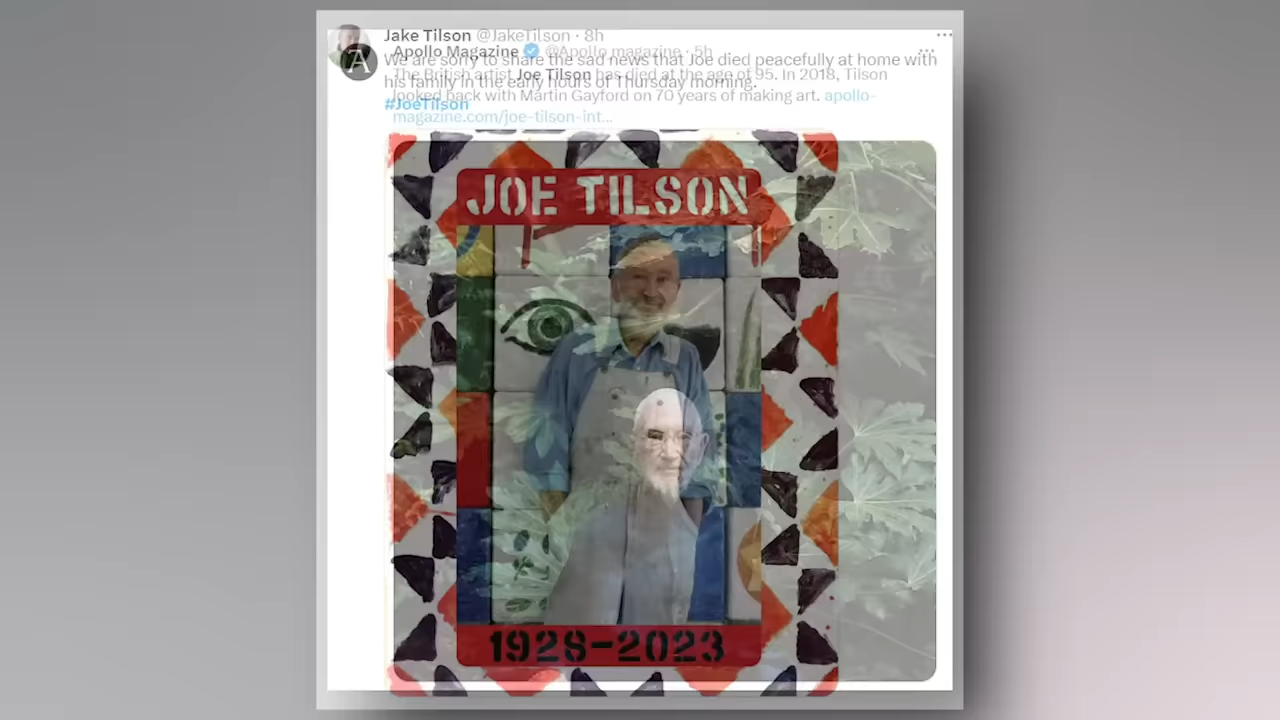 Jake Tilson @JakeTilson · 8h
Apollo Magazine @Apollo_magazine · 5h
We are sorry to share the sad news that Joe died peacefully at home with
The British artist Joe Tilson has died at the age of 95. In 2018, Tilson
his family in the early hours of Thursday morning.
looked back with Martin Gayford on 70 years of making art. apollo-
#JoeTilson
magazine.com/joe-tilson-int...
A
JOE TILSON
1928-2023